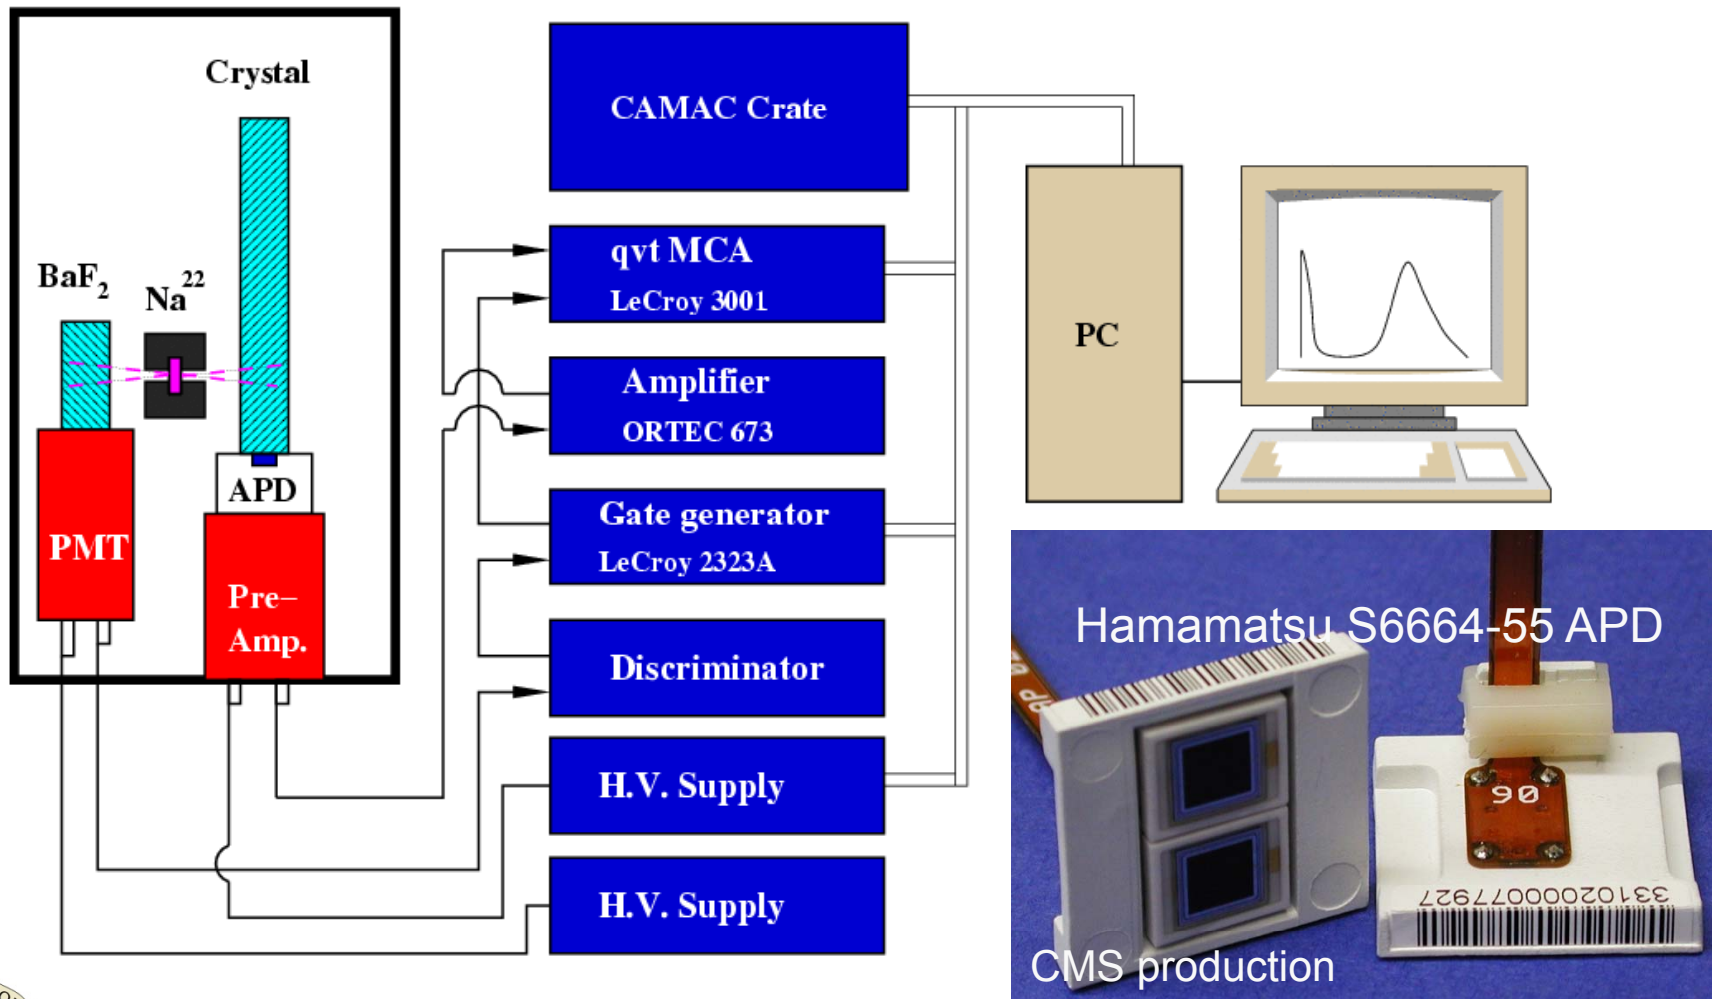 Crystal
BaF2
Na22
APD
PMT
Pre-
Amp.
CAMAC Crate
qvt MCA
LeCroy 3001
Amplifier
ORTEC 673
Gate generator
LeCroy 2323A
Discriminator
H.V. Supply
H.V. Supply
PC
Hamamatsu S6664-55 APD
90
33102000077927
CMS production